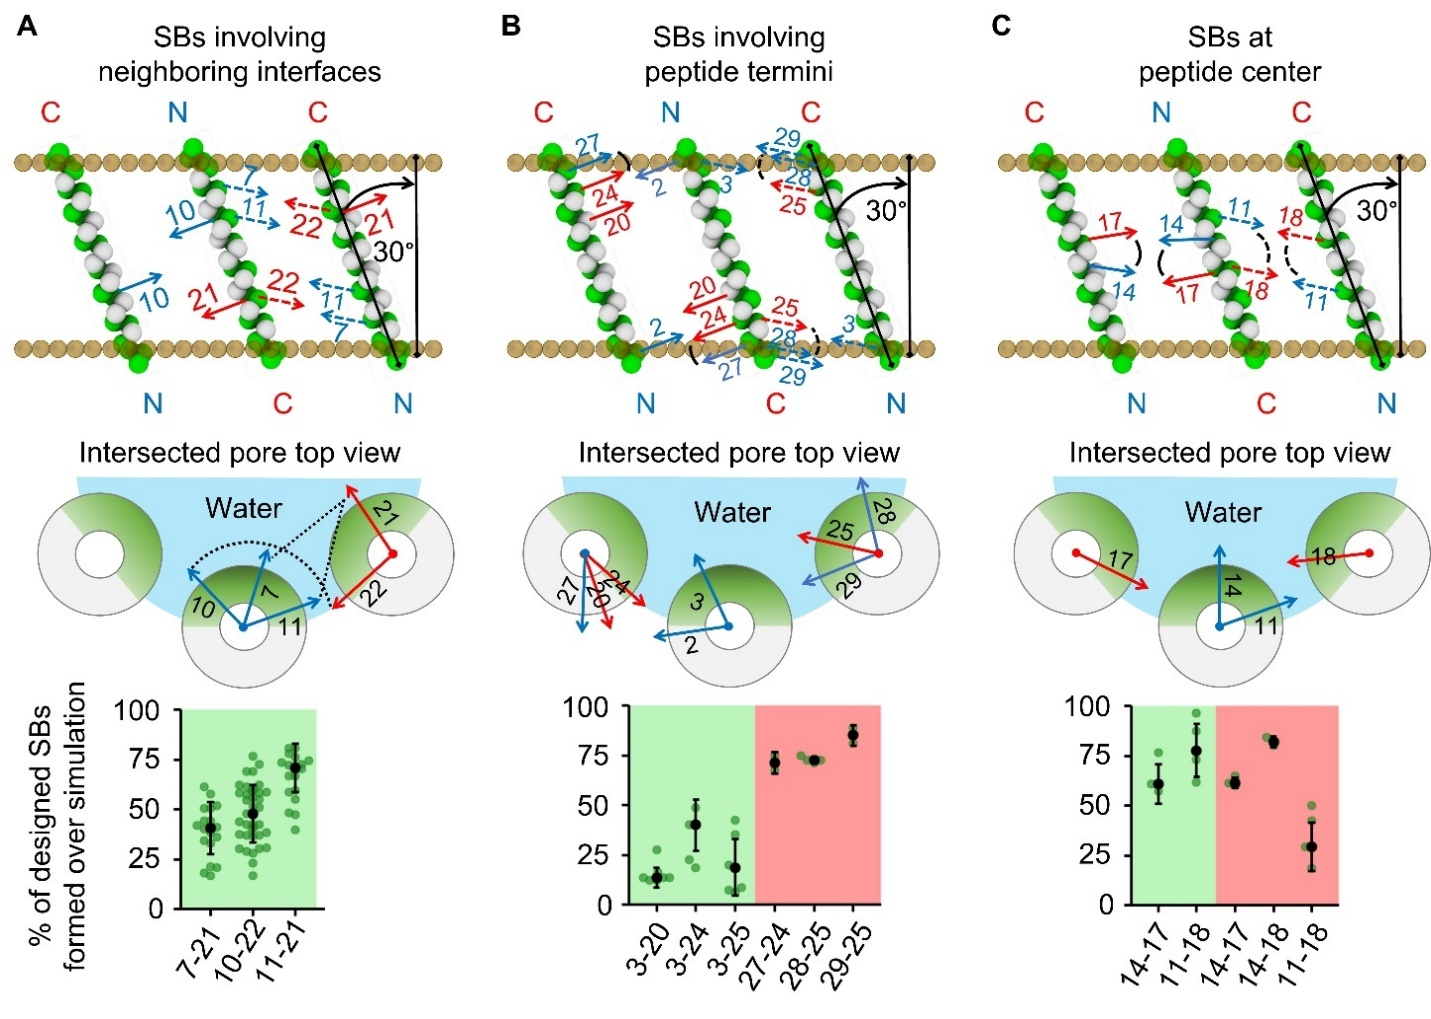 A
SBs involving
neighboring interfaces
C
N
C
7
10
11
22
21
30°
10
21
22
11
7
N
C
N
Intersected pore top view
Water
21
22
10
7
11
% of designed SBs
formed over simulation
100
75
50
25
0
7-21
10-22
11-21
B
SBs involving
peptide termini
C
N
C
27
24
20
2
3
29
28
25
30°
20
24
2
27
25
28
29
3
N
C
N
Intersected pore top view
Water
27
20
24
3
2
25
28
29
100
75
50
25
0
3-20
3-24
3-25
27-24
28-25
29-25
C
SBs at
peptide center
C
N
C
17
14
14
11
18
30°
17
18
11
N
C
N
Intersected pore top view
Water
17
14
11
18
100
75
50
25
0
14-17
11-18
14-17
14-18
11-18